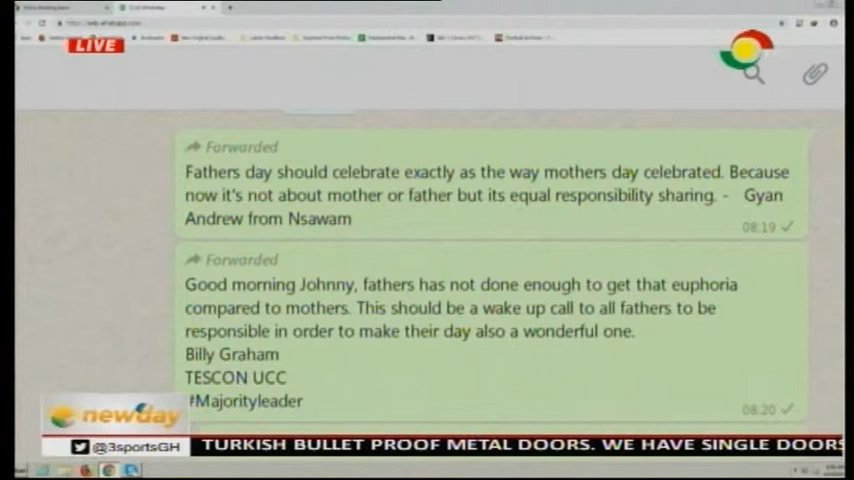 LIVE
Forwarded
Fathers day should celebrate exactly as the way mothers day celebrated. Because
now it's not about mother or father but its equal responsibility sharing. - Gyan
Andrew from Nsawam
08:19
Forwarded
Good morning Johnny, fathers has not done enough to get that euphoria
compared to mothers. This should be a wake up call to all fathers to be
responsible in order to make their day also a wonderful one.
Billy Graham
TESCON UCC
#Majorityleader
08:20
newday
@3sportsGH
TURKISH BULLET PROOF METAL DOORS. WE HAVE SINGLE DOORS